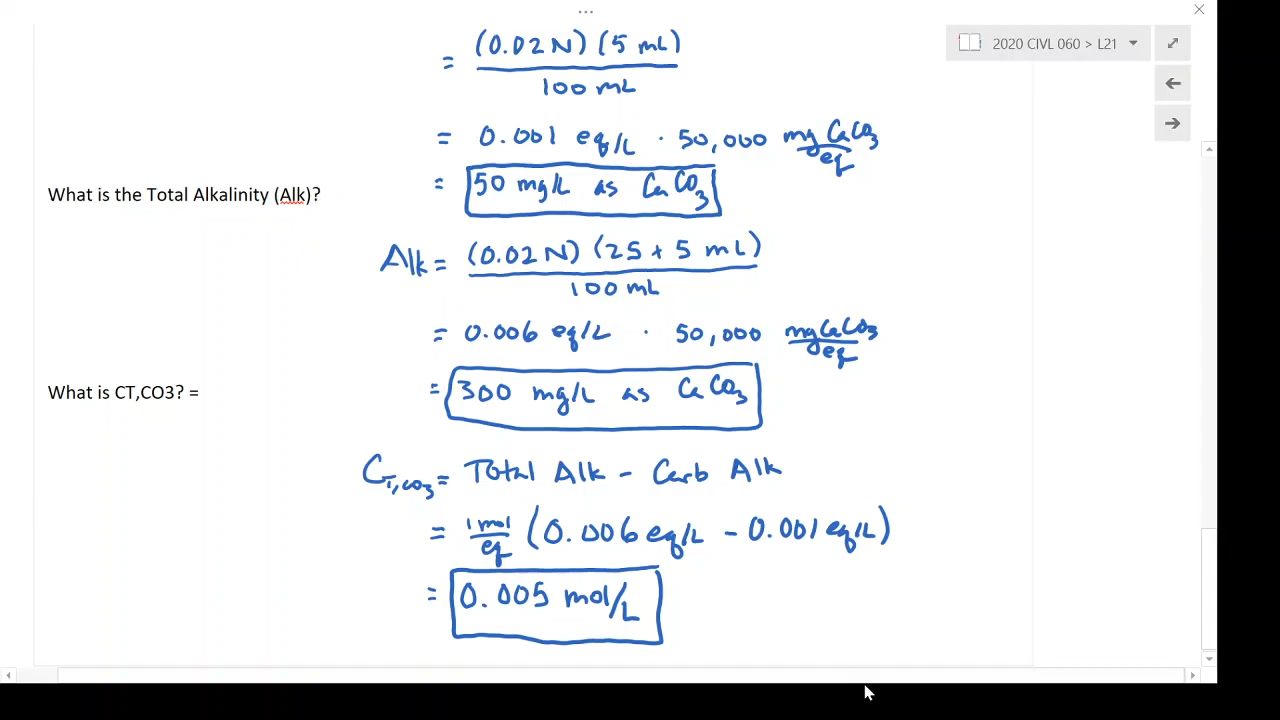 ...
2020 CIVL 060 > L21
= (0.02 N) (5 mL) / 100 mL
= 0.001 eq/L · 50,000 mg CaCO3 / eq
= 50 mg/L as CaCO3
What is the Total Alkalinity (Alk)?
Alk = (0.02 N) (25 + 5 mL) / 100 mL
= 0.006 eq/L · 50,000 mg CaCO3 / eq
= 300 mg/L as CaCO3
What is CT,CO3? =
CT,CO3 = Total Alk - Carb Alk
= 1 mol / eq (0.006 eq/L - 0.001 eq/L)
= 0.005 mol/L